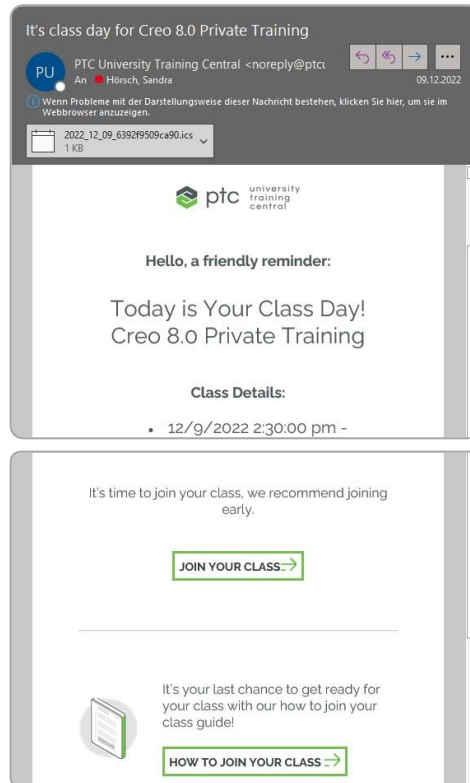 It's class day for Creo 8.0 Private Training
PU
PTC University Training Central <noreply@ptcu
An Hörsch, Sandra
09.12.2022
Wenn Probleme mit der Darstellungsweise dieser Nachricht bestehen, klicken Sie hier, um sie im
Webbrowser anzuzeigen.
2022_12_09_6392f9509ca90.ics
1 KB
ptc university
training
central
Hello, a friendly reminder:
Today is Your Class Day!
Creo 8.0 Private Training
Class Details:
• 12/9/2022 2:30:00 pm -
It's time to join your class, we recommend joining
early.
JOIN YOUR CLASS
It's your last chance to get ready for
your class with our how to join your
class guide!
HOW TO JOIN YOUR CLASS